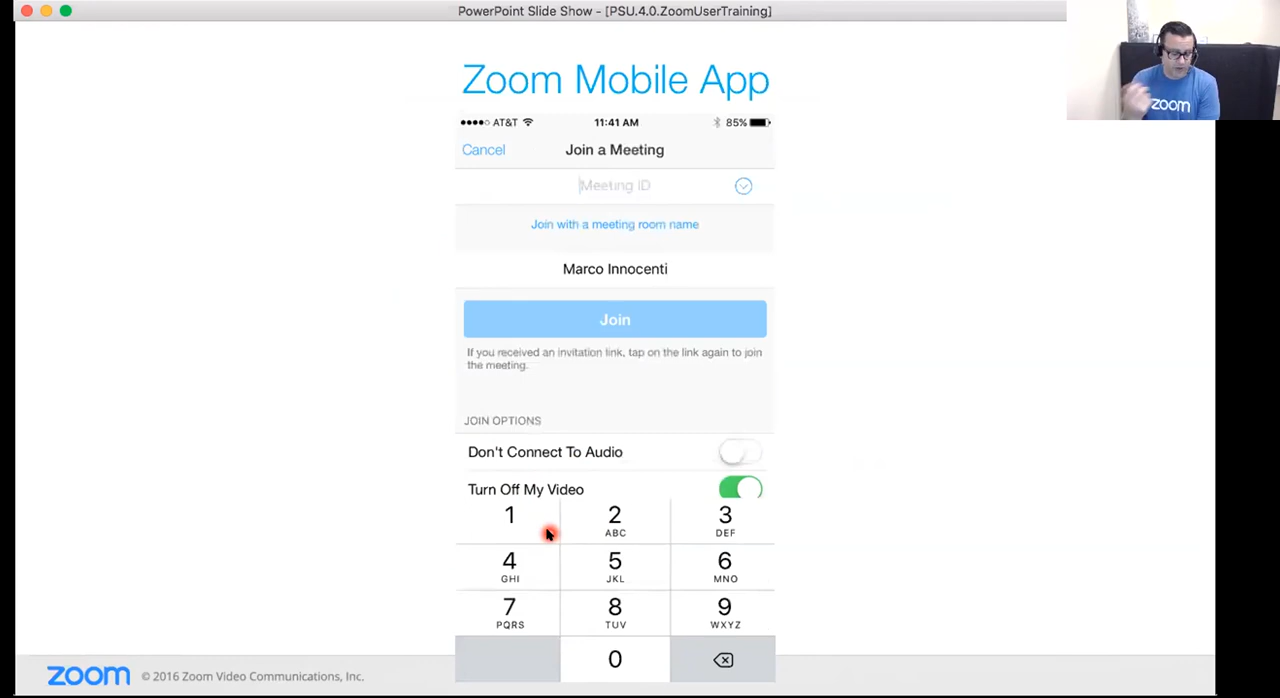 PowerPoint Slide Show - [PSU.4.0.ZoomUserTraining]
zoom
Zoom Mobile App
AT&T 11:41 AM 85%
Cancel Join a Meeting
Meeting ID
Join with a meeting room name
Marco Innocenti
Join
If you received an invitation link, tap on the link again to join
the meeting.
JOIN OPTIONS
Don't Connect To Audio
Turn Off My Video
1 2 3
ABC DEF
4 5 6
GHI JKL MNO
7 8 9
PQRS TUV WXYZ
0
zoom © 2016 Zoom Video Communications, Inc.